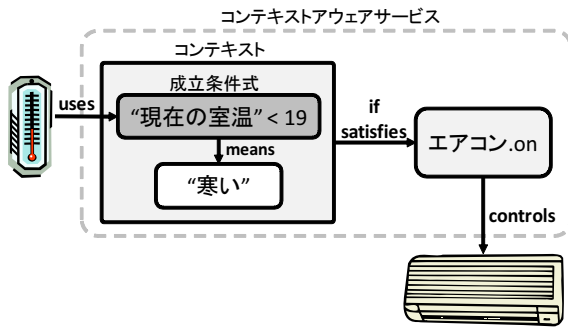 コンテキストアウェアサービス
コンテキスト
成立条件式
uses
“現在の室温” < 19
means
“寒い”
if
satisfies
エアコン.on
controls